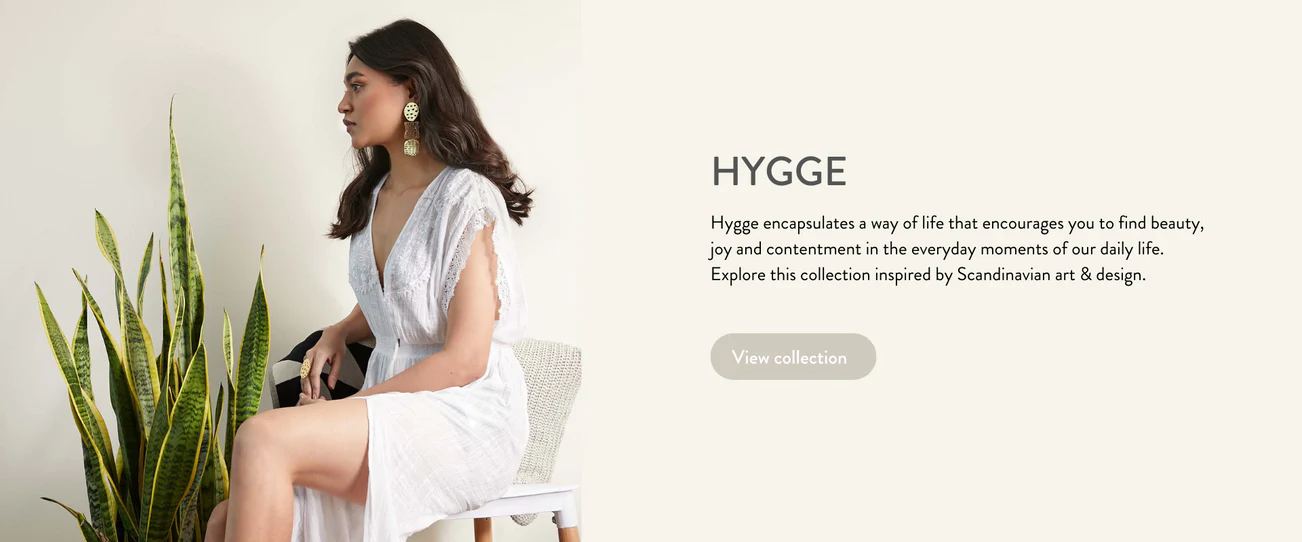 HYGGE
Hygge encapsulates a way of life that encourages you to find beauty,
joy and contentment in the everyday moments of our daily life.
Explore this collection inspired by Scandinavian art & design.
View collection